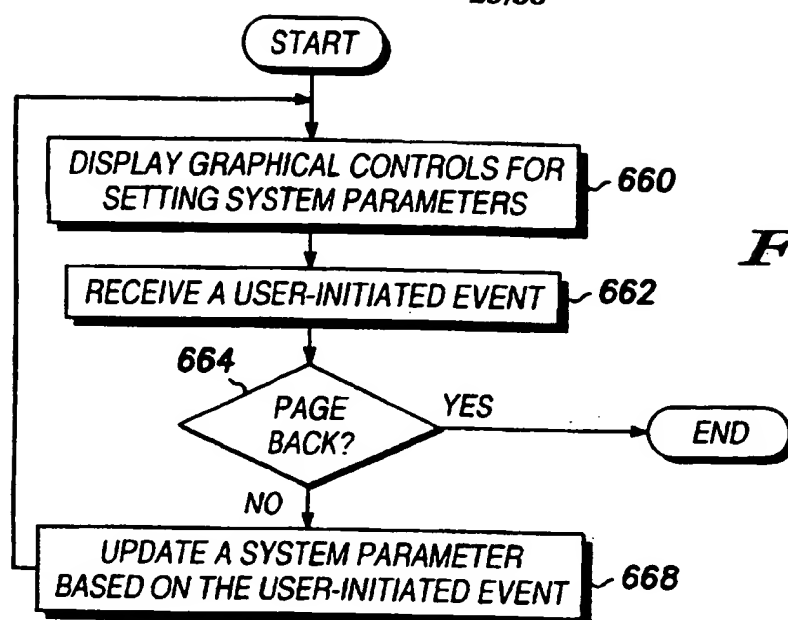 START
DISPLAY GRAPHICAL CONTROLS FOR
SETTING SYSTEM PARAMETERS
660
RECEIVE A USER-INITIATED EVENT
662
664
PAGE
BACK?
YES
END
NO
UPDATE A SYSTEM PARAMETER
BASED ON THE USER-INITIATED EVENT
668
F